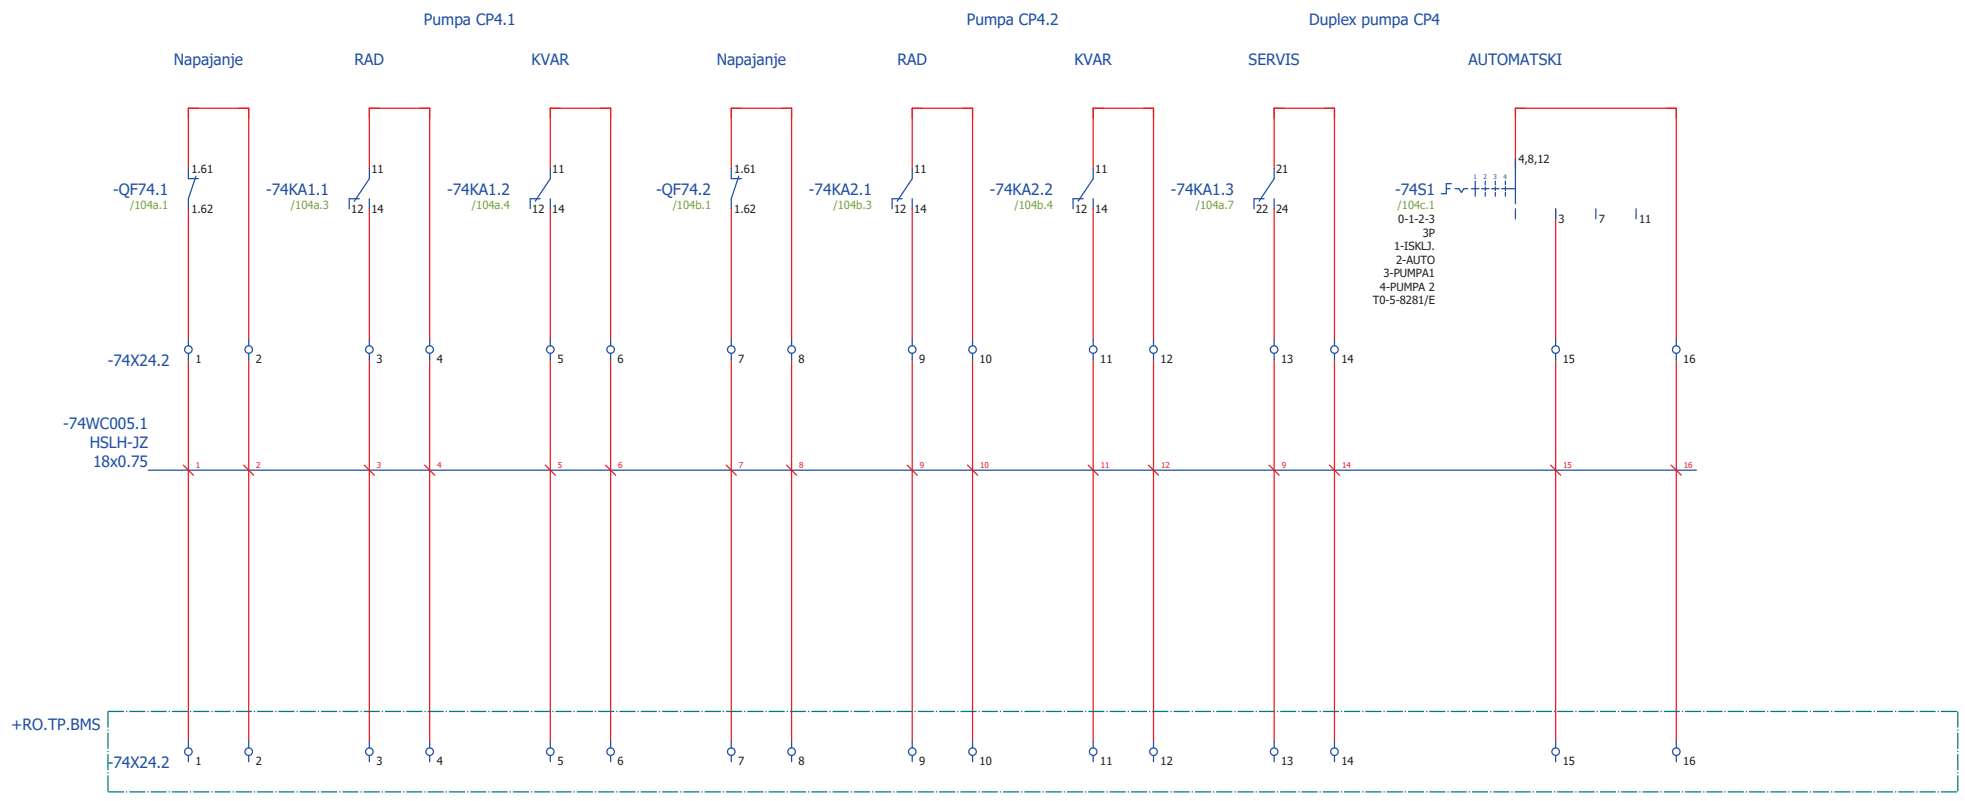 Pumpa CP4.1 Pumpa CP4.2 Duplex pumpa CP4
Napajanje RAD KVAR Napajanje RAD KVAR SERVIS AUTOMATSKI
4,8,12
1.61 11 11 1.61 11 11 21
1 2 3 4
-QF74.1 -74KA1.1 -74KA1.2 -QF74.2 -74KA2.1 -74KA2.2 -74KA1.3 -74S1
/104a.1 /104a.3 /104a.4 /104b.1 /104b.3 /104b.4 /104a.7 /104c.1
1.62 12 14 12 14 1.62 12 14 12 14 22 24
0-1-2-3 3 7 11
3P
1-ISKLJ.
2-AUTO
3-PUMPA1
4-PUMPA 2
T0-5-8281/E
-74X24.2 1 2 3 4 5 6 7 8 9 10 11 12 13 14 15 16
-74WC005.1
HSLH-JZ
18x0.75
1 2 3 4 5 6 7 8 9 10 11 12 9 14 15 16
+RO.TP.BMS
-74X24.2 1 2 3 4 5 6 7 8 9 10 11 12 13 14 15 16